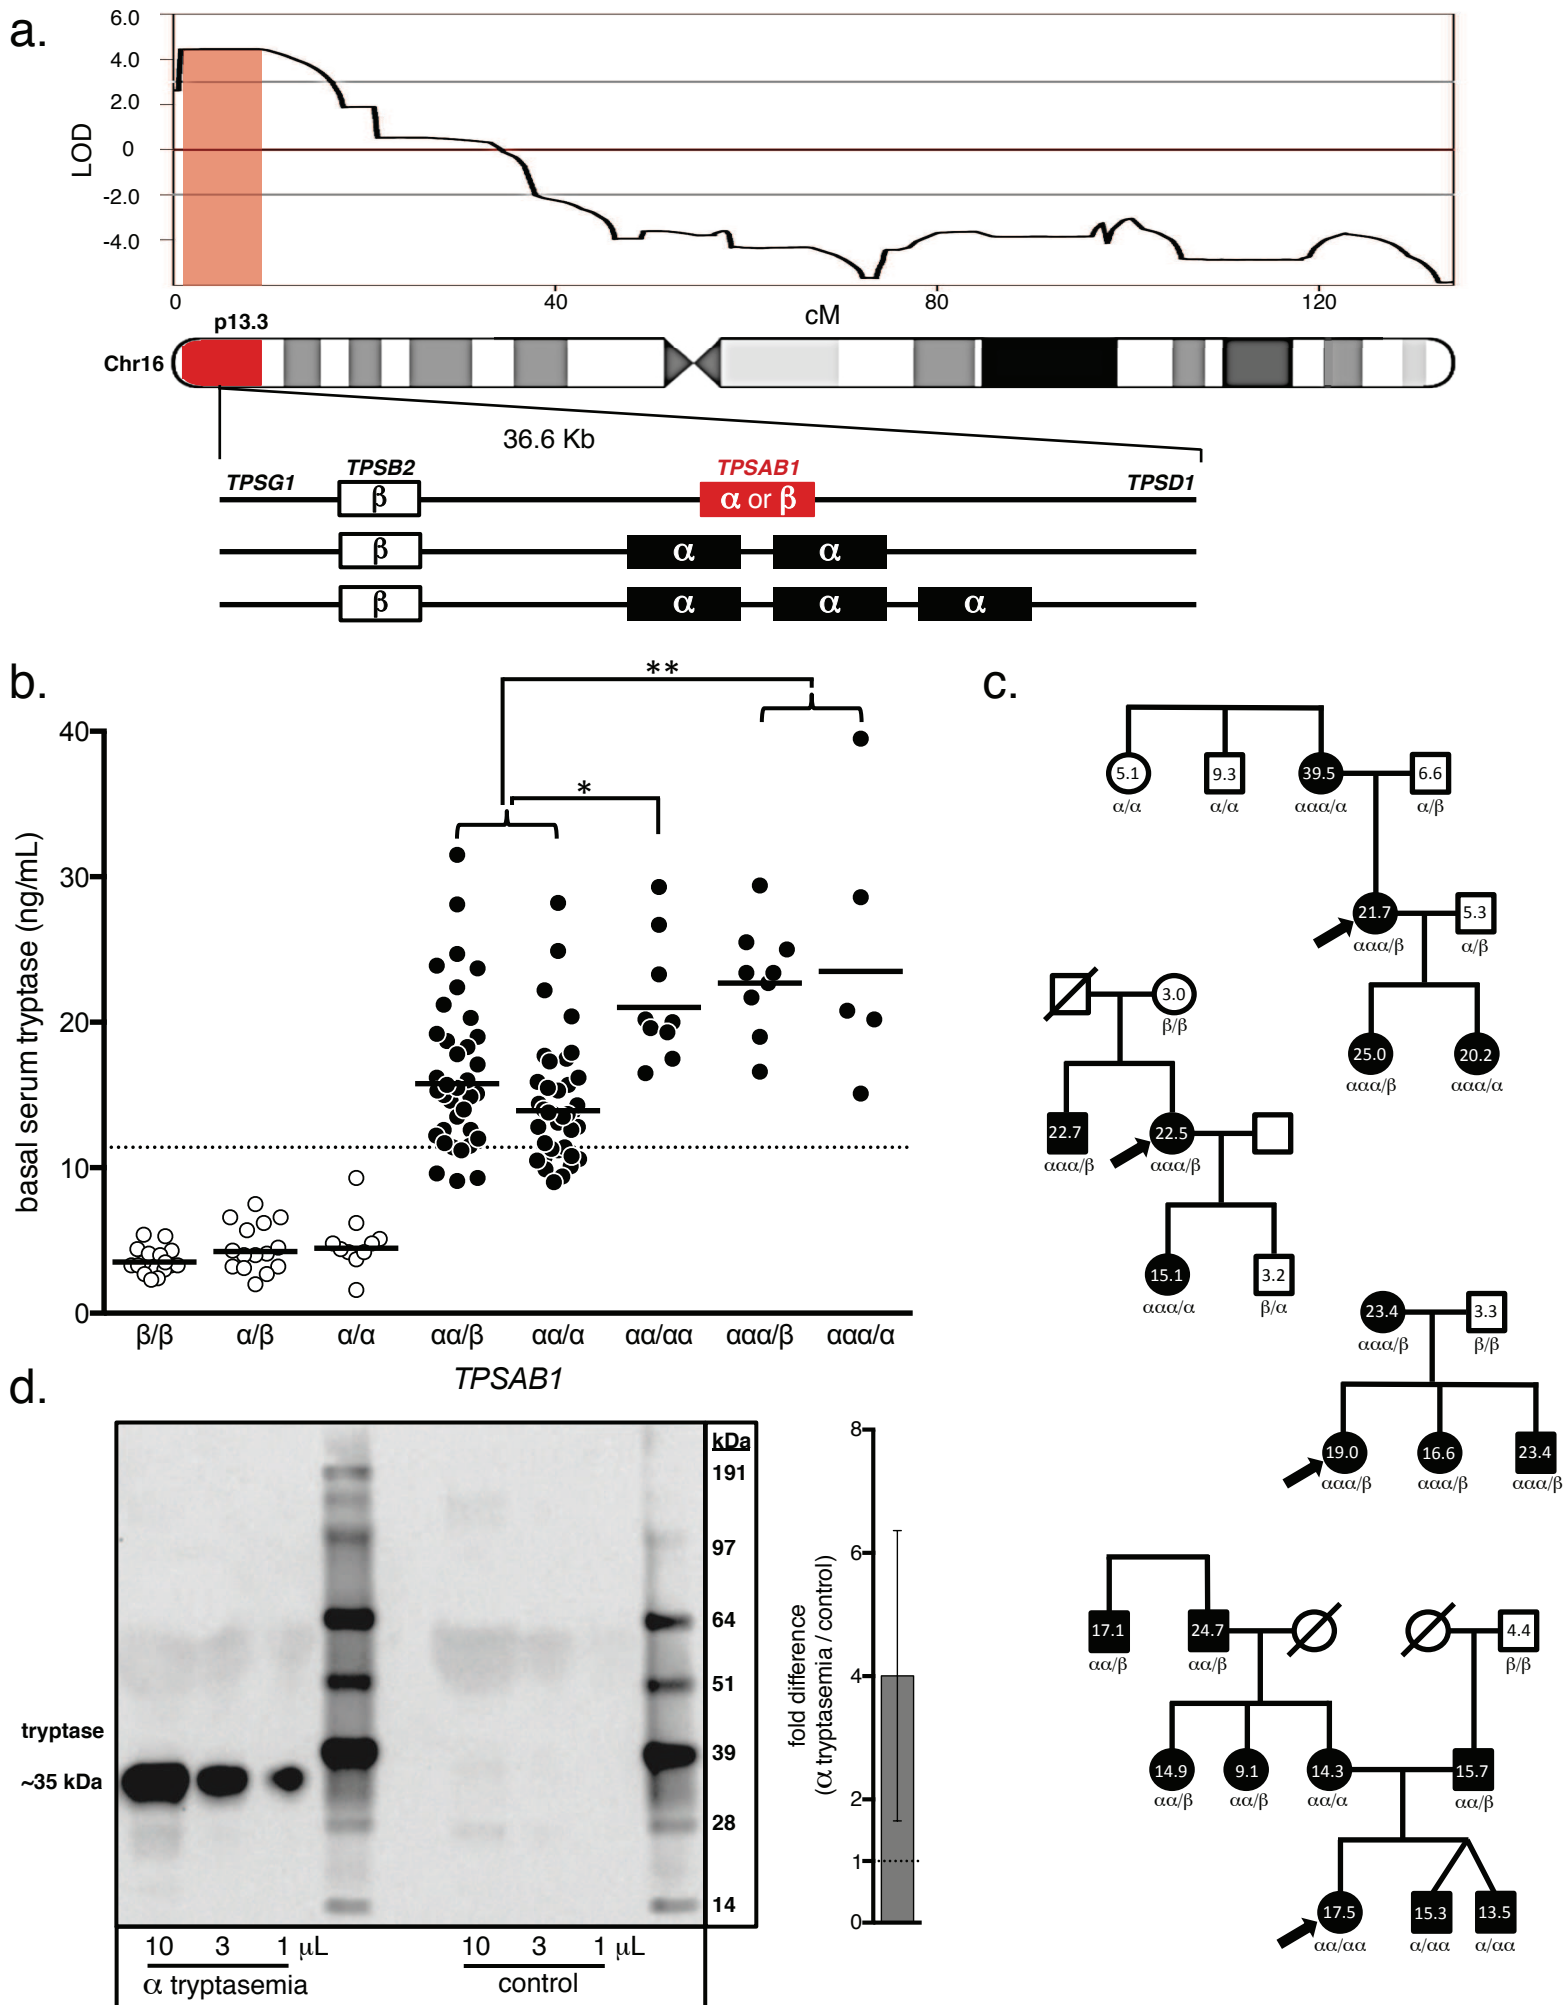 a.
6.0
4.0
2.0
0
-2.0
-4.0
LOD
0 40 80 120
cM
p13.3
Chr16
36.6 Kb
TPSG1 TPSB2 TPSAB1 TPSD1
β α or β
β α α
β α α α
b.
** 
*
40
30
20
10
0
basal serum tryptase (ng/mL)
β/β α/β α/α αα/β αα/α αα/αα ααα/β ααα/α
TPSAB1
c.
5.1 9.3 39.5 6.6
α/α α/α ααα/α α/β
21.7 5.3
ααα/β α/β
25.0 20.2
ααα/β ααα/α
3.0
β/β
22.7 22.5
ααα/β ααα/β
15.1 3.2
ααα/α β/α
23.4 3.3
ααα/β β/β
19.0 16.6 23.4
ααα/β ααα/β ααα/β
17.1 24.7 4.4
αα/β αα/β β/β
14.9 9.1 14.3 15.7
αα/β αα/β αα/α αα/β
17.5 15.3 13.5
αα/αα α/αα α/αα
d.
kDa
191
97
64
51
39
28
14
tryptase
~35 kDa
10 3 1 μL 10 3 1 μL
α tryptasemia control
8
6
4
2
1
0
fold difference
(α tryptasemia / control)